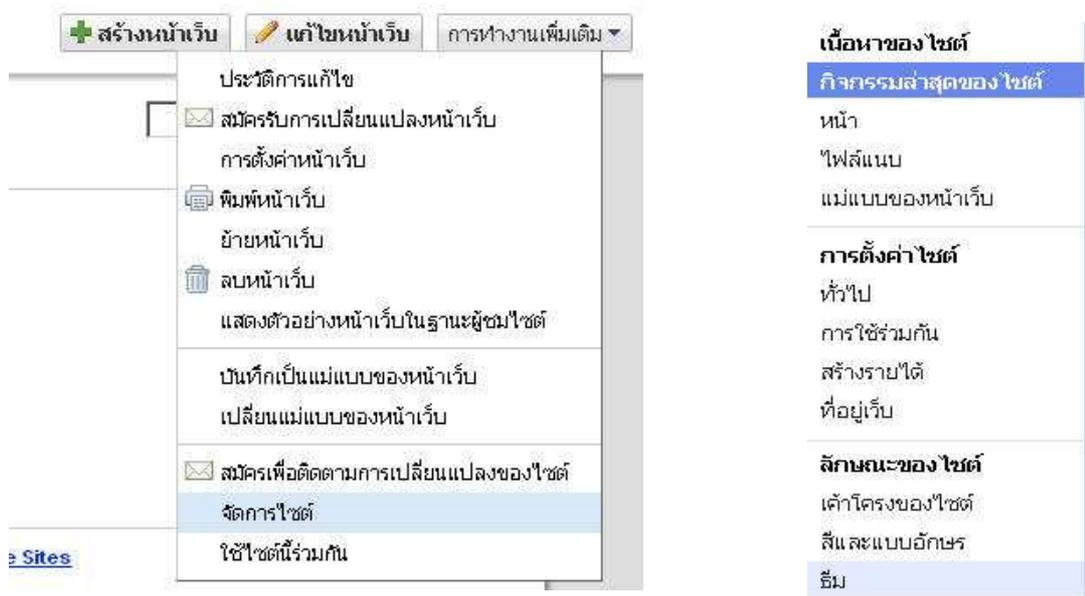 สร้างหน้าเว็บ แก้ไขหน้าเว็บ การทำงานเพิ่มเติม
ประวัติการแก้ไข
สมัครรับการเปลี่ยนแปลงหน้าเว็บ
การตั้งค่าหน้าเว็บ
พิมพ์หน้าเว็บ
ย้ายหน้าเว็บ
ลบหน้าเว็บ
แสดงตัวอย่างหน้าเว็บในฐานะผู้ชมไซต์
บันทึกเป็นแม่แบบของหน้าเว็บ
เปลี่ยนแม่แบบของหน้าเว็บ
สมัครเพื่อติดตามการเปลี่ยนแปลงของไซต์
จัดการไซต์
ใช้ไซต์นี้ร่วมกัน
e Sites
เนื้อหาของไซต์
กิจกรรมล่าสุดของไซต์
หน้า
ไฟล์แนบ
แม่แบบของหน้าเว็บ
การตั้งค่าไซต์
ทั่วไป
การใช้ร่วมกัน
สร้างรายได้
ที่อยู่เว็บ
ลักษณะของไซต์
เค้าโครงของไซต์
สีและแบบอักษร
ธีม